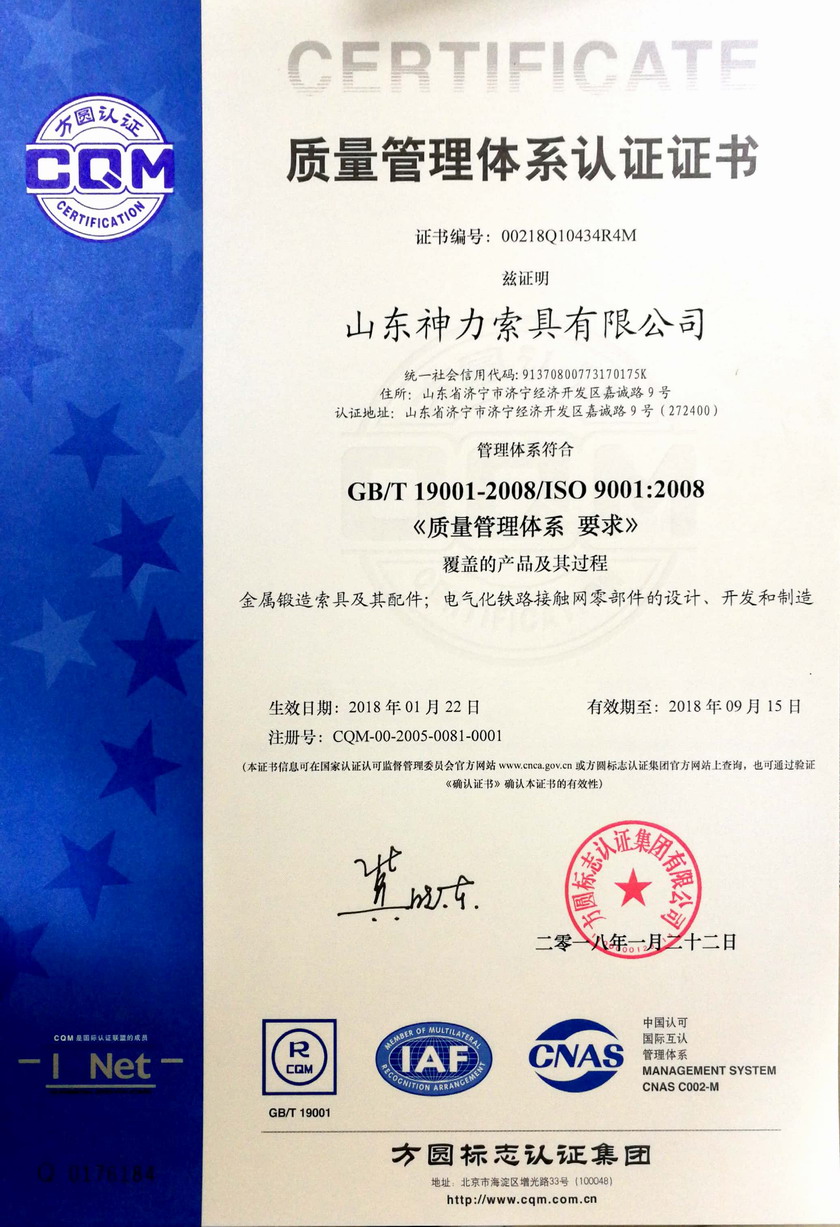 CERTIFICATE
方圆认证
CQM
CERTIFICATION
质量管理体系认证证书
证书编号：00218Q10434R4M
兹证明
山东神力索具有限公司
统一社会信用代码:91370800773170175K
住所：山东省济宁市济宁经济开发区嘉诚路9号
认证地址：山东省济宁市济宁经济开发区嘉诚路9号(272400)
管理体系符合
GB/T 19001-2008/ISO 9001:2008
《质量管理体系 要求》
覆盖的产品及其过程
金属锻造索具及其配件；电气化铁路接触网零部件的设计、开发和制造
生效日期：2018年01月22日
有效期至：2018年09月15日
注册号：CQM-00-2005-0081-0001
(本证书信息可在国家认证认可监督管理委员会官方网站 www.cnca.gov.cn 或方圆标志认证集团官方网站上查询，也可通过验证
《确认证书》确认本证书的有效性)
方圆标志认证集团有限公司
二零一八年一月二十二日
CQM 是国际认证联盟的成员
I Net
Q 0176184
R
CQM
GB/T 19001
MEMBER OF MULTILATERAL
IAF
RECOGNITION ARRANGEMENT
CNAS
中国认可
国际互认
管理体系
MANAGEMENT SYSTEM
CNAS C002-M
方圆标志认证集团
地址：北京市海淀区增光路33号 (100048)
http://www.cqm.com.cn